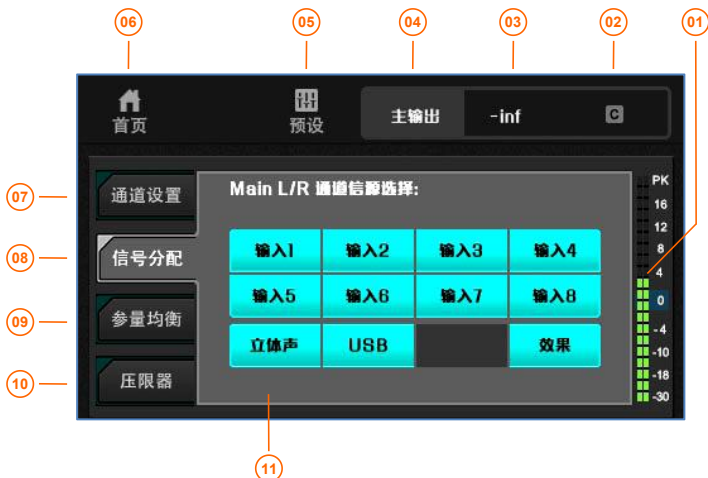 06 05 04 03 02 01
首页 预设 主输出 -inf C
07 通道设置
08 信号分配
09 参量均衡
10 压限器
Main L/R 通道信源选择:
输入1 输入2 输入3 输入4
输入5 输入6 输入7 输入8
立体声 USB 效果
PK
16
12
8
4
0
-4
-10
-18
-30
11